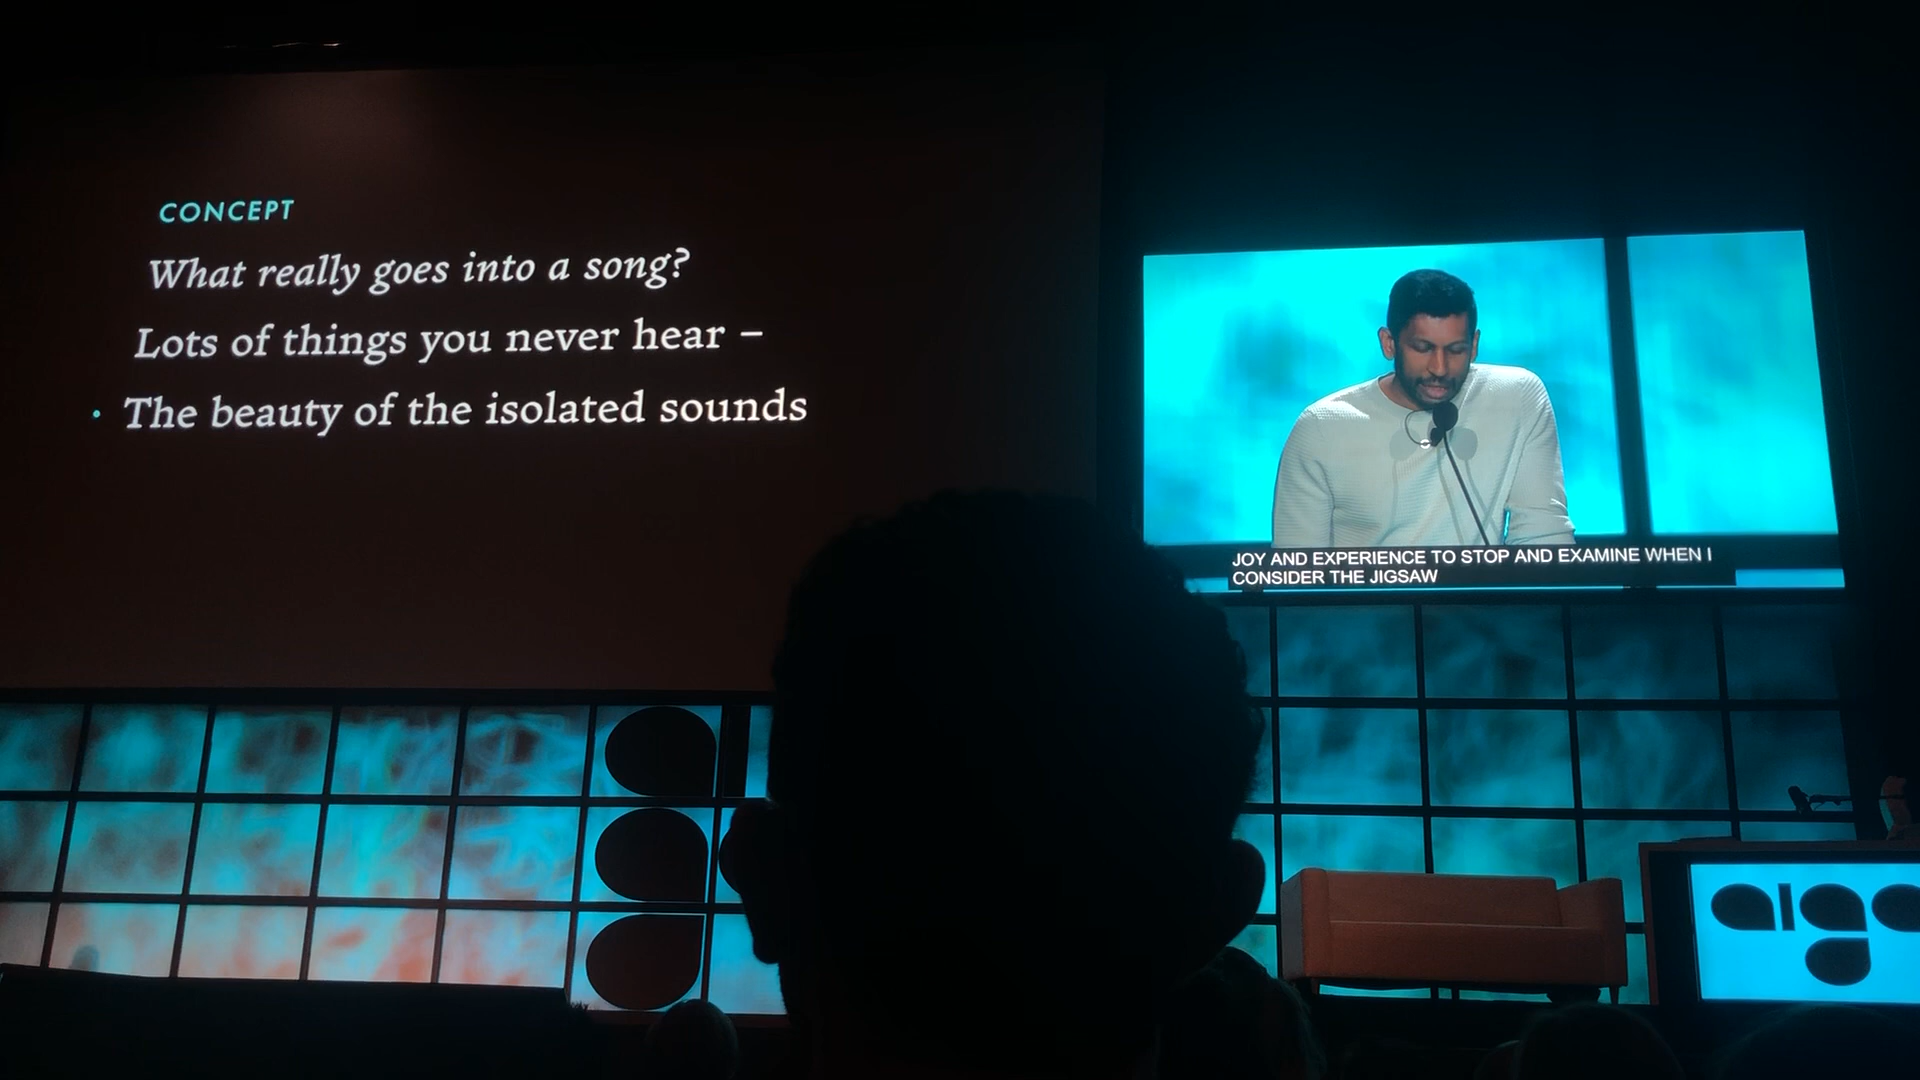 CONCEPT
What really goes into a song?
Lots of things you never hear –
• The beauty of the isolated sounds
JOY AND EXPERIENCE TO STOP AND EXAMINE WHEN I
CONSIDER THE JIGSAW
aiga